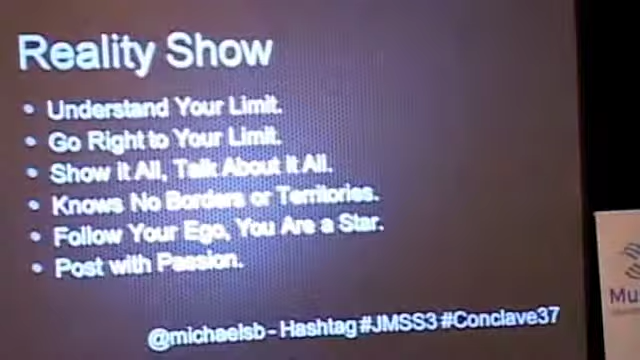 Reality Show
• Understand Your Limit.
• Go Right to Your Limit.
• Show it All, Talk About it All.
• Knows No Borders or Territories.
• Follow Your Ego, You Are a Star.
• Post with Passion.
@michaelsb - Hashtag #JMSS3 #Conclave37
Mu